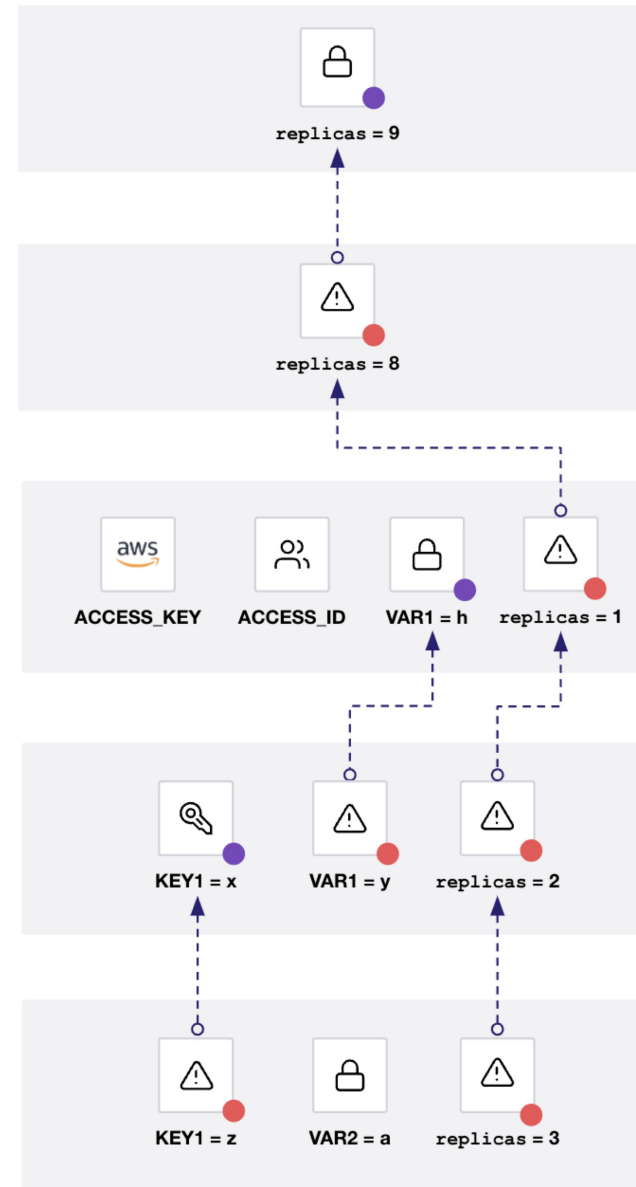 replicas = 9
replicas = 8
aws
ACCESS_KEY ACCESS_ID VAR1 = h replicas = 1
KEY1 = x VAR1 = y replicas = 2
KEY1 = z VAR2 = a replicas = 3